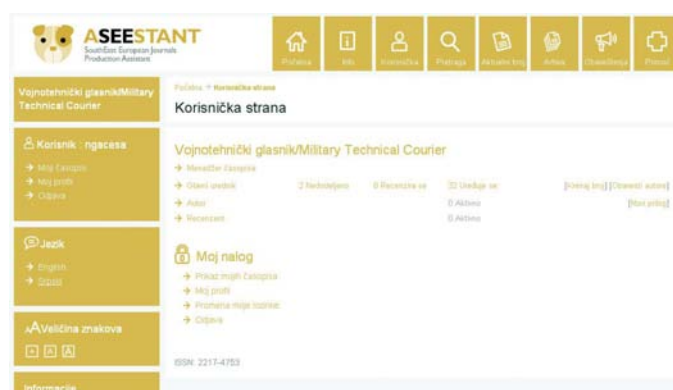 ASEESTANT
SouthEast European Journals
Production Assistant
Početna
Info
Korisnička
Pretraga
Aktuelni broj
Arhiva
Obaveštenja
Pomoć
Vojnotehnički glasnik/Military
Technical Courier
Početna → Korisnička strana
Korisnička strana
Korisnik : ngacesa
→ Moji časopisi
→ Moj profil
→ Odjava
Vojnotehnički glasnik/Military Technical Courier
→ Menadžer časopisa
→ Glavni urednik 2 Nedodeljeno 0 Recenzira se 32 Uređuje se [Kreiraj broj] [Obavesti autore]
→ Autor 0 Aktivno [Novi prilog]
→ Recenzent 0 Aktivno
Jezik
→ English
→ Srpski
Moj nalog
→ Prikaz mojih časopisa
→ Moj profil
→ Promena moje lozinke
→ Odjava
Veličina znakova
ISSN: 2217-4753
Informacije